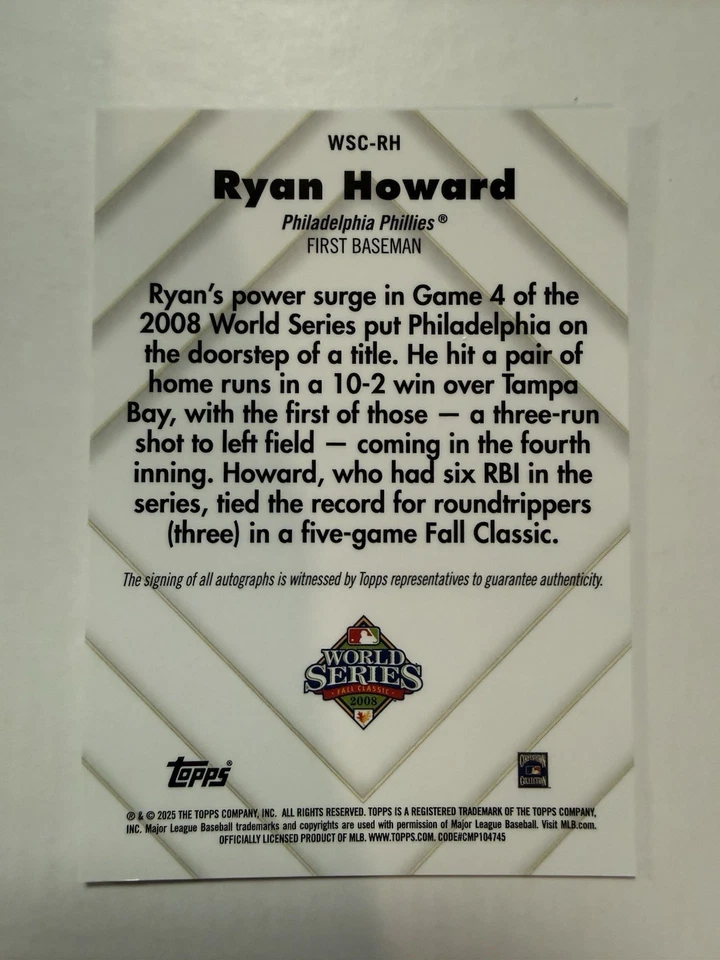 WSC-RH
Ryan Howard
Philadelphia Phillies®
FIRST BASEMAN
Ryan's power surge in Game 4 of the
2008 World Series put Philadelphia on
the doorstep of a title. He hit a pair of
home runs in a 10-2 win over Tampa
Bay, with the first of those — a three-run
shot to left field — coming in the fourth
inning. Howard, who had six RBI in the
series, tied the record for roundtrippers
(three) in a five-game Fall Classic.
The signing of all autographs is witnessed by Topps representatives to guarantee authenticity.
WORLD
SERIES
FALL CLASSIC
2008
Topps®
COOPERSTOWN
COLLECTION
® & © 2025 THE TOPPS COMPANY, INC. ALL RIGHTS RESERVED. TOPPS IS A REGISTERED TRADEMARK OF THE TOPPS COMPANY,
INC. Major League Baseball trademarks and copyrights are used with permission of Major League Baseball. Visit MLB.com.
OFFICIALLY LICENSED PRODUCT OF MLB. WWW.TOPPS.COM. CODE#CMP104745